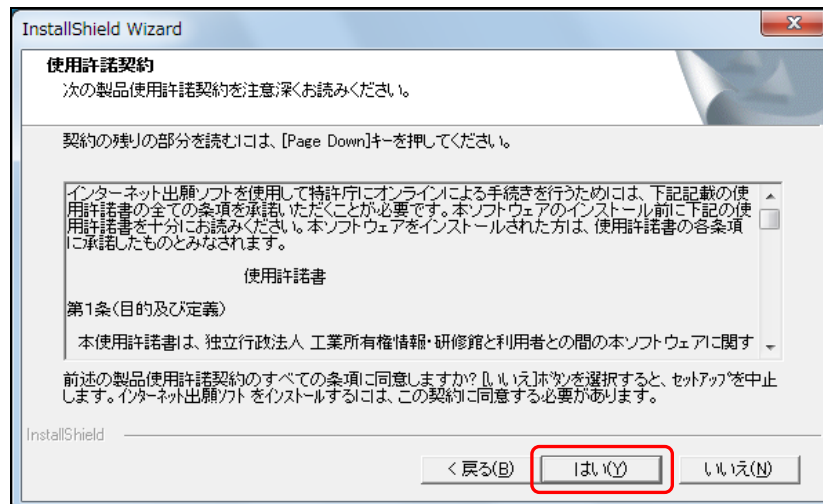 InstallShield Wizard
使用許諾契約
次の製品使用許諾契約を注意深くお読みください。
契約の残りの部分を読むには、[Page Down]キーを押してください。
インターネット出願ソフトを使用して特許庁にオンラインによる手続きを行うためには、下記記載の使
用許諾書の全ての条項を承諾いただくことが必要です。本ソフトウェアのインストール前に下記の使
用許諾書を十分にお読みください。本ソフトウェアをインストールされた方は、使用許諾書の各条項
に承諾したものとみなされます。
使用許諾書
第1条(目的及び定義)
本使用許諾書は、独立行政法人 工業所有権情報・研修館と利用者との間の本ソフトウェアに関す
前述の製品使用許諾契約のすべての条項に同意しますか? [いいえ]ボタンを選択すると、セットアップを中止
します。インターネット出願ソフト をインストールするには、この契約に同意する必要があります。
InstallShield
< 戻る(B)
はい(Y)
いいえ(N)